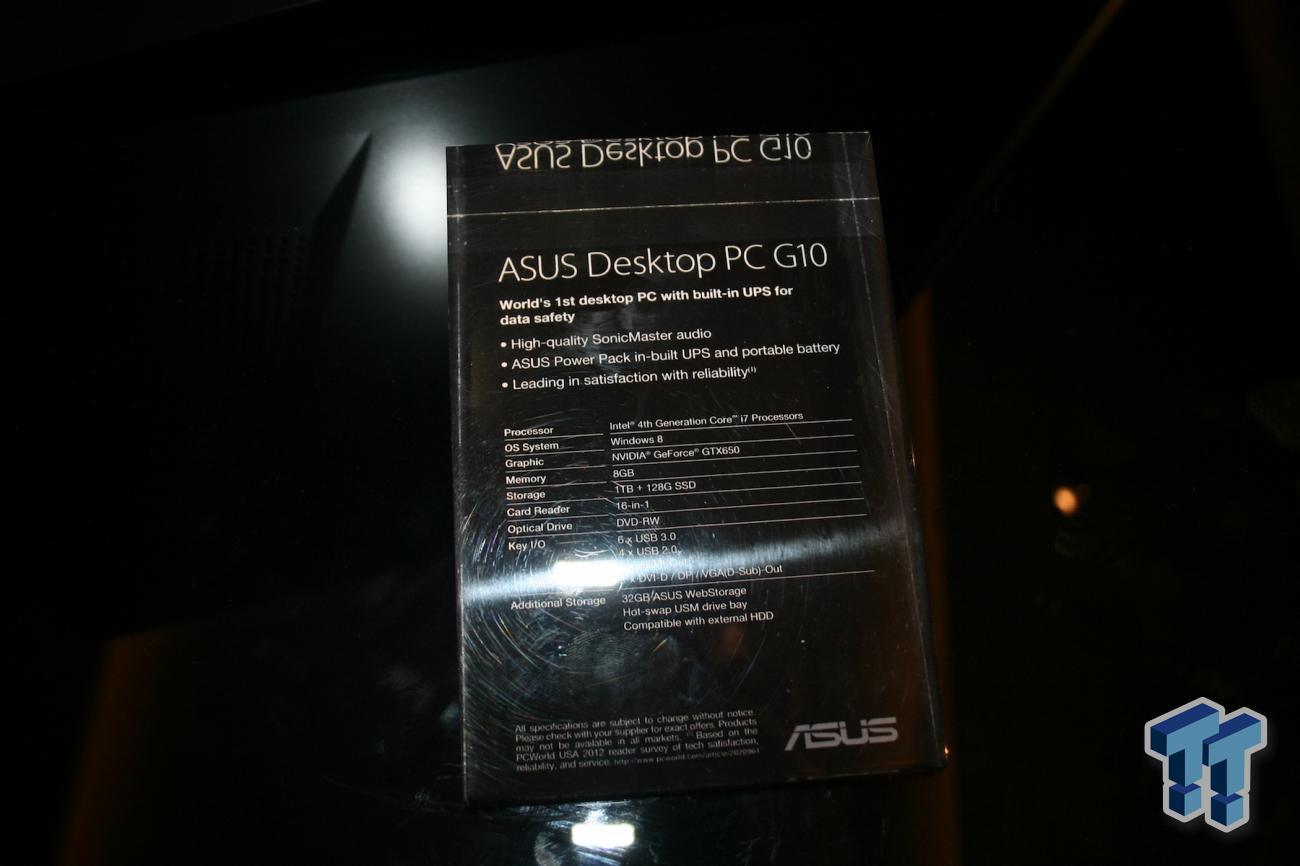 ASUS Desktop PC G10
ASUS Desktop PC G10
World's 1st desktop PC with built-in UPS for
data safety
• High-quality SonicMaster audio
• ASUS Power Pack in-built UPS and portable battery
• Leading in satisfaction with reliability(1)
Processor Intel® 4th Generation Core™ i7 Processors
OS System Windows 8
Graphic NVIDIA® GeForce® GTX650
Memory 8GB
Storage 1TB + 128G SSD
Card Reader 16-in-1
Optical Drive DVD-RW
Key I/O 6 x USB 3.0
4 x USB 2.0
x DVI-D / DP / VGA(D-Sub)-Out
Additional Storage 32GB ASUS WebStorage
Hot-swap USM drive bay
Compatible with external HDD
All specifications are subject to change without notice.
Please check with your supplier for exact offers. Products
may not be available in all markets. (1) Based on the
PCWorld USA 2012 reader survey of tech satisfaction,
reliability, and service. http://www.pcworld.com/article/2020964
ASUS
TT